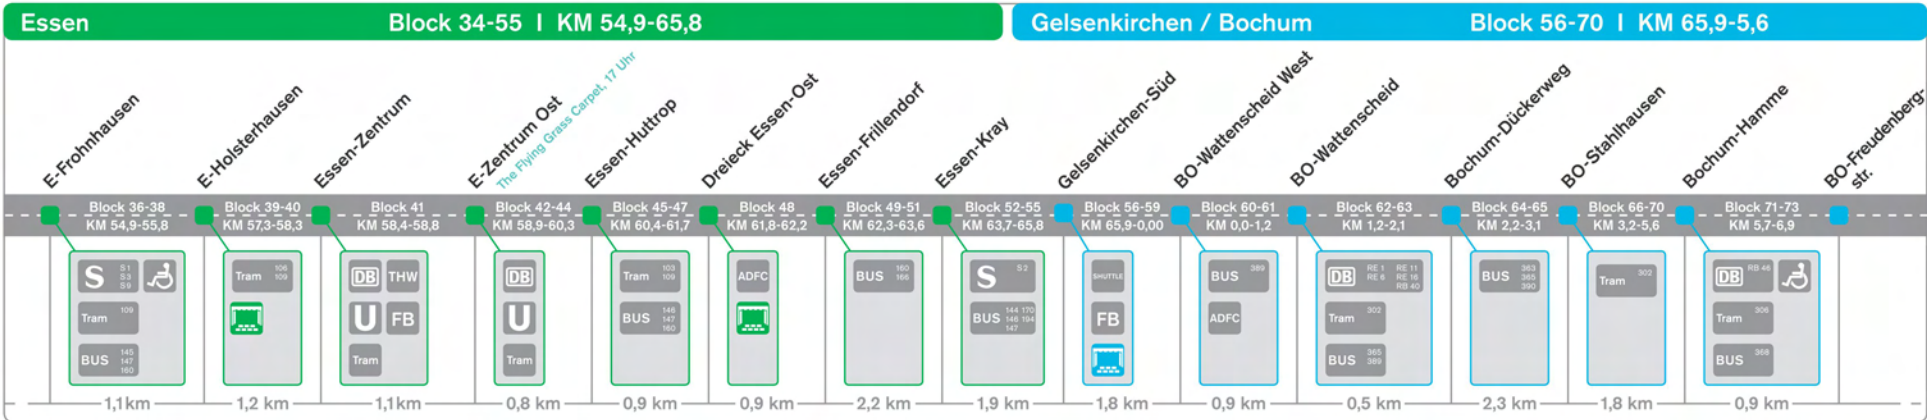 Essen Block 34-55 | KM 54,9-65,8
Gelsenkirchen / Bochum Block 56-70 | KM 65,9-5,6
E-Frohnhausen
E-Holsterhausen
Essen-Zentrum
E-Zentrum Ost
The Flying Grass Carpet, 17 Uhr
Essen-Huttrop
Dreieck Essen-Ost
Essen-Frillendorf
Essen-Kray
Gelsenkirchen-Süd
BO-Wattenscheid West
BO-Wattenscheid
Bochum-Dückerweg
BO-Stahlhausen
Bochum-Hamme
BO-Freudenberg-
str.
Block 36-38
KM 54,9-55,8
Block 39-40
KM 57,3-58,3
Block 41
KM 58,4-58,8
Block 42-44
KM 58,9-60,3
Block 45-47
KM 60,4-61,7
Block 48
KM 61,8-62,2
Block 49-51
KM 62,3-63,6
Block 52-55
KM 63,7-65,8
Block 56-59
KM 65,9-0,00
Block 60-61
KM 0,0-1,2
Block 62-63
KM 1,2-2,1
Block 64-65
KM 2,2-3,1
Block 66-70
KM 3,2-5,6
Block 71-73
KM 5,7-6,9
S S1 S3 S9
Tram 109
BUS 145 147 160
Tram 106 109
DB THW
U FB
Tram
DB
U
Tram
Tram 103 109
BUS 146 147 160
ADFC
BUS 160 166
S S2
BUS 144 170 146 194 147
SHUTTLE
FB
BUS 389
ADFC
DB RE 1 RE 11 RE 6 RE 16 RB 40
Tram 302
BUS 365 389
BUS 363 365 390
Tram 302
DB RB 46
Tram 306
BUS 368
1,1km
1,2 km
1,1km
0,8 km
0,9 km
0,9 km
2,2 km
1,9 km
1,8 km
0,9 km
0,5 km
2,3 km
1,8 km
0,9 km